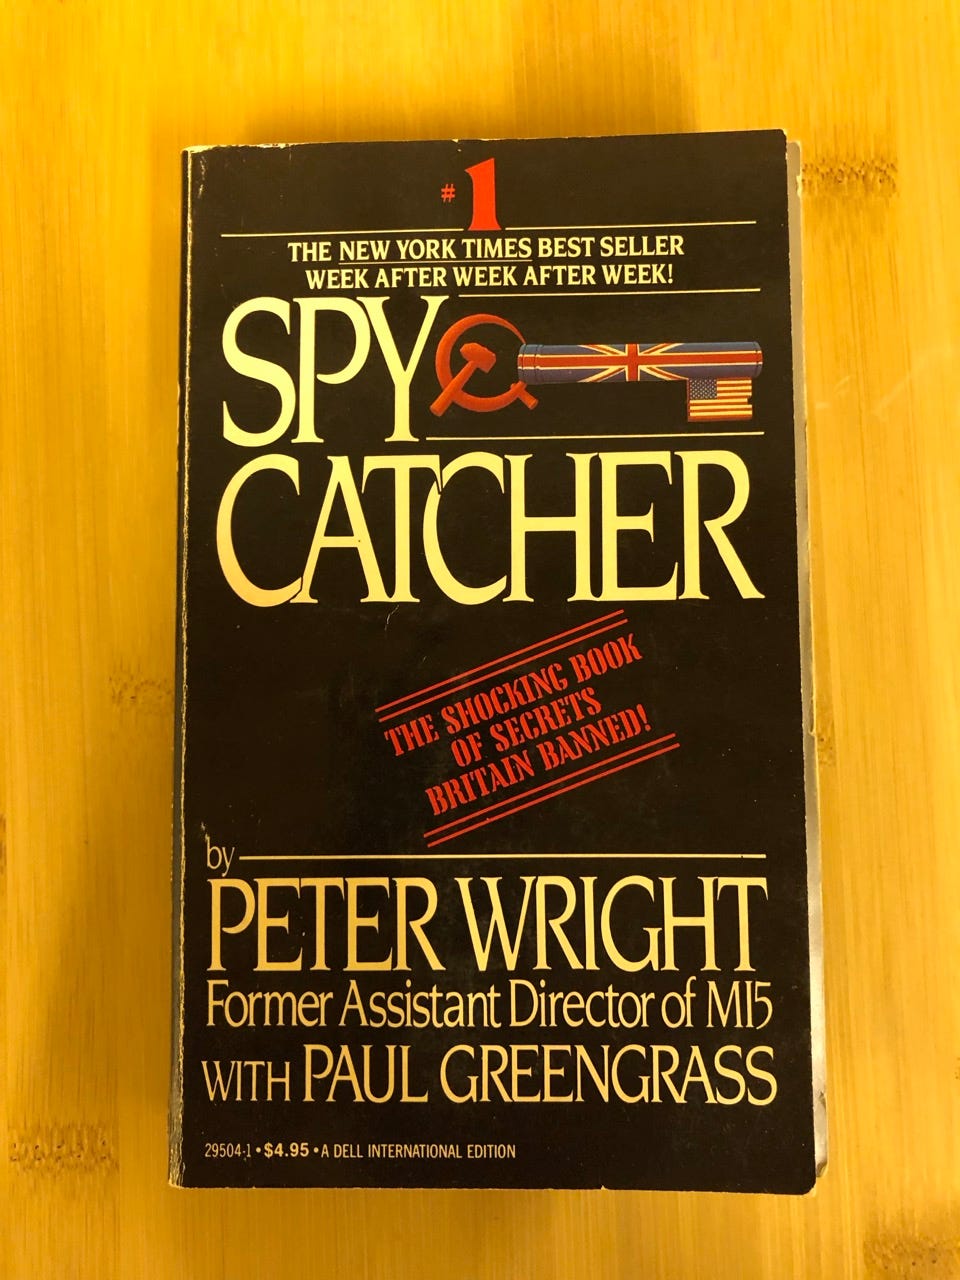 #1
THE NEW YORK TIMES BEST SELLER
WEEK AFTER WEEK AFTER WEEK!
SPY
CATCHER
THE SHOCKING BOOK
OF SECRETS
BRITAIN BANNED!
by
PETER WRIGHT
Former Assistant Director of MI5
WITH PAUL GREENGRASS
29504-1 • $4.95 • A DELL INTERNATIONAL EDITION